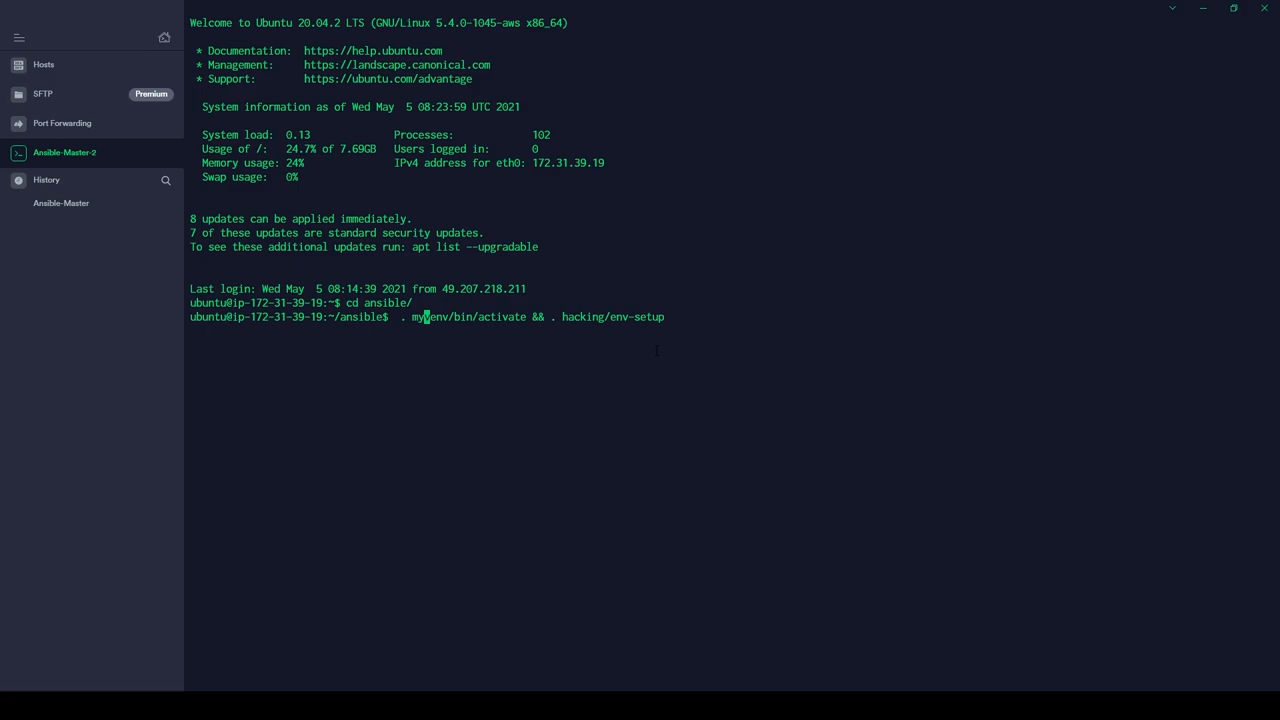 Hosts
SFTP Premium
Port Forwarding
Ansible-Master-2
History
Ansible-Master
Welcome to Ubuntu 20.04.2 LTS (GNU/Linux 5.4.0-1045-aws x86_64)
* Documentation: https://help.ubuntu.com
* Management: https://landscape.canonical.com
* Support: https://ubuntu.com/advantage
System information as of Wed May 5 08:23:59 UTC 2021
System load: 0.13 Processes: 102
Usage of /: 24.7% of 7.69GB Users logged in: 0
Memory usage: 24% IPv4 address for eth0: 172.31.39.19
Swap usage: 0%
8 updates can be applied immediately.
7 of these updates are standard security updates.
To see these additional updates run: apt list --upgradable
Last login: Wed May 5 08:14:39 2021 from 49.207.218.211
ubuntu@ip-172-31-39-19:~$ cd ansible/
ubuntu@ip-172-31-39-19:~/ansible$ . myvenv/bin/activate && . hacking/env-setup